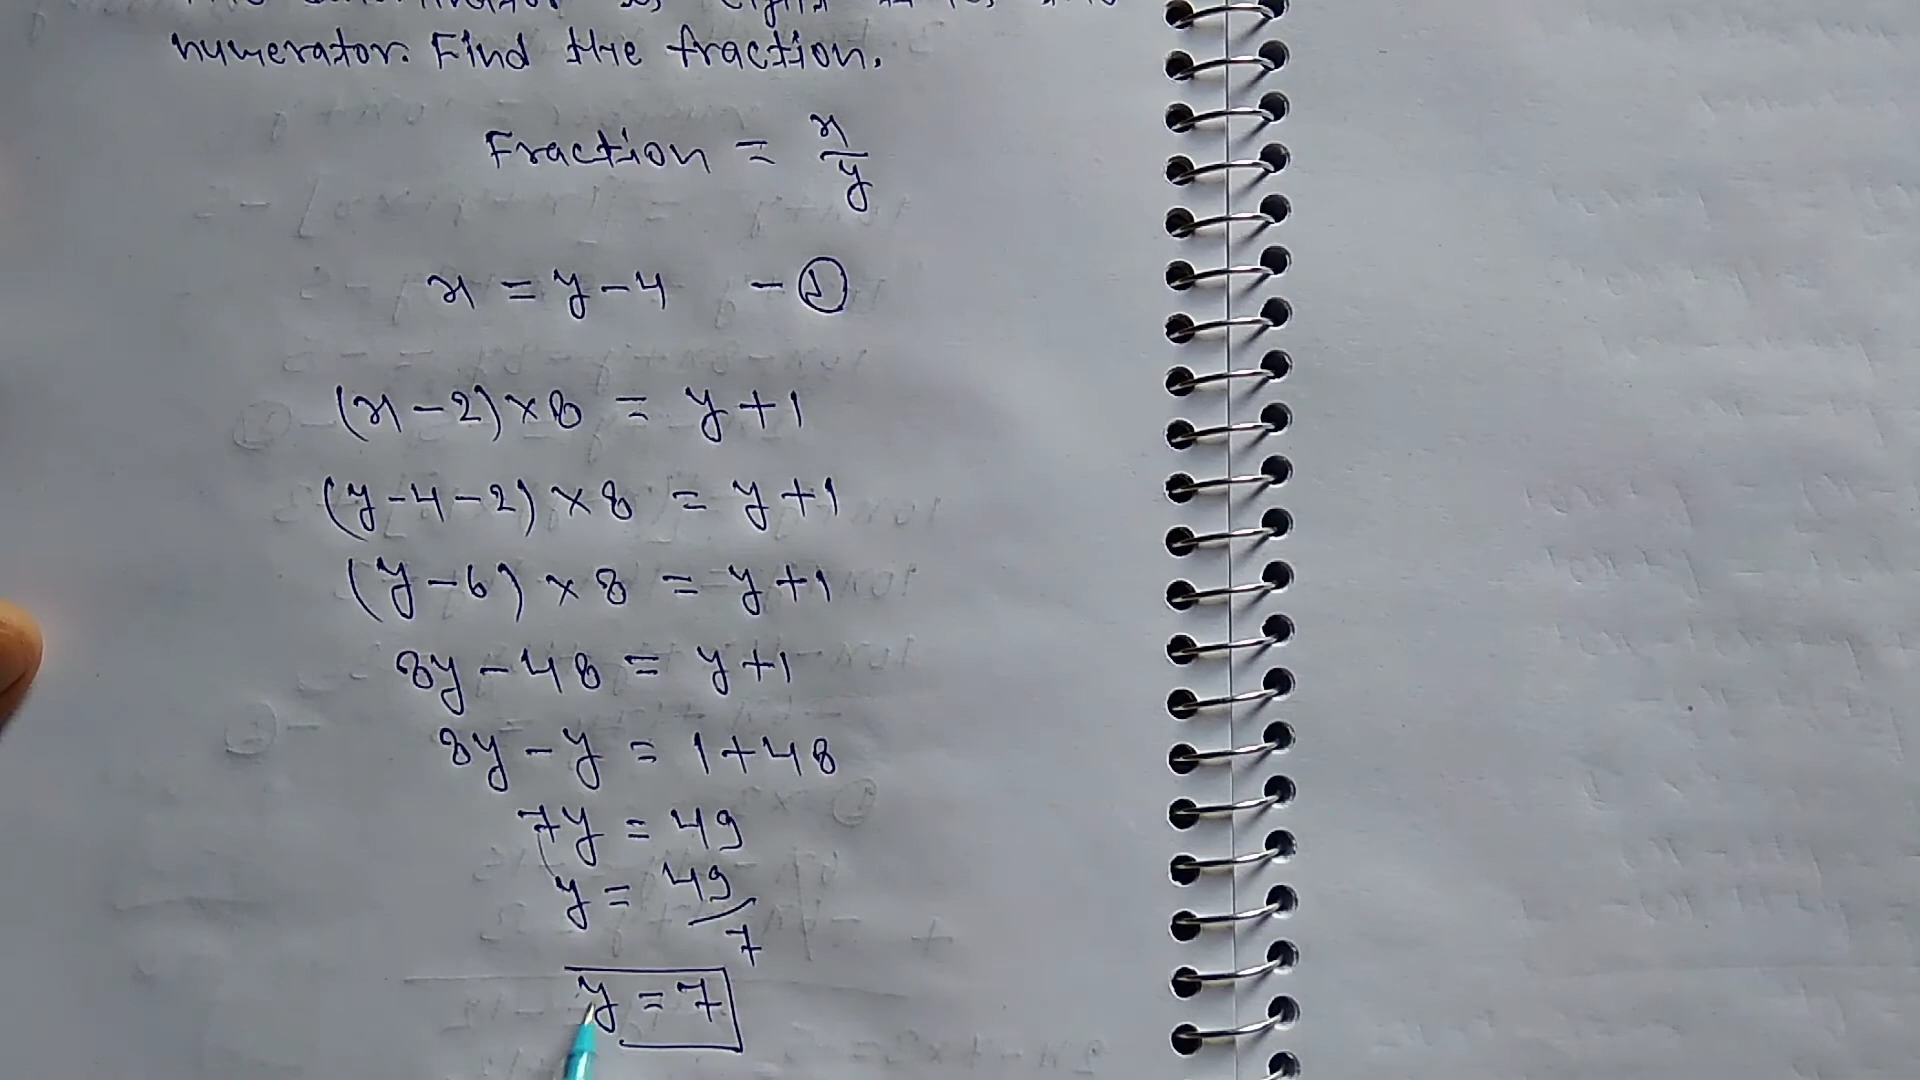 numerator. Find the fraction.
Fraction = x/y
x = y-4 - ①
(x-2)×8 = y+1
(y-4-2)×8 = y+1
(y-6)×8 = y+1
8y-48 = y+1
8y-y = 1+48
7y = 49
y = 49/7
y = 7